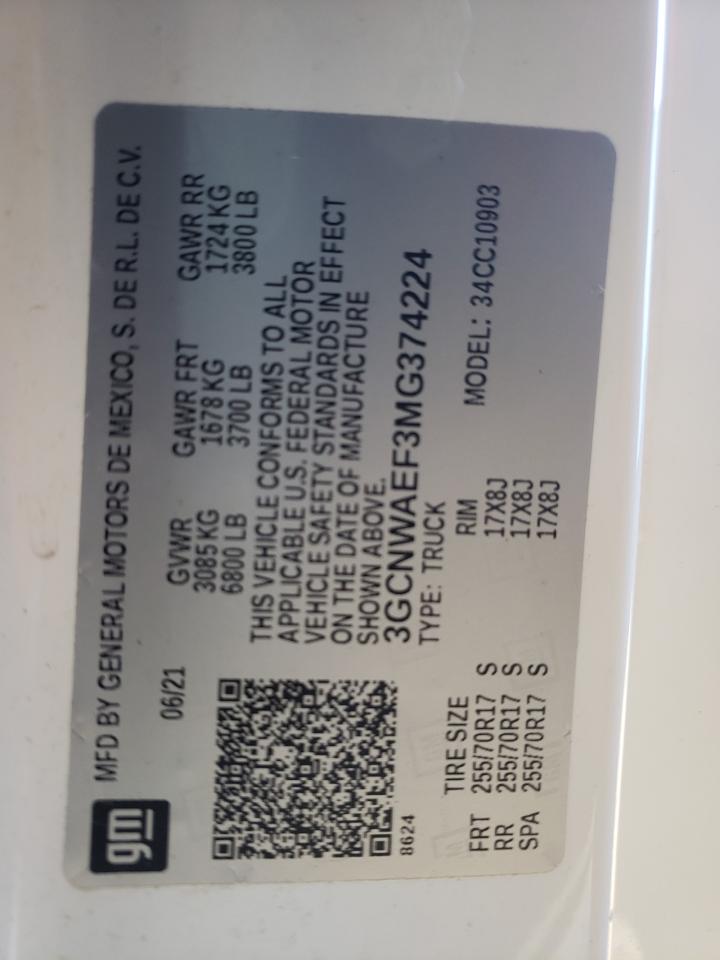 gm MFD BY GENERAL MOTORS DE MEXICO, S. DE R.L. DE C.V.
06/21
GVWR GAWR FRT GAWR RR
3085 KG 1678 KG 1724 KG
6800 LB 3700 LB 3800 LB
THIS VEHICLE CONFORMS TO ALL
APPLICABLE U.S. FEDERAL MOTOR
VEHICLE SAFETY STANDARDS IN EFFECT
ON THE DATE OF MANUFACTURE
SHOWN ABOVE.
3GCNWAEF3MG374224
8624
TYPE: TRUCK
MODEL: 34CC10903
TIRE SIZE RIM
FRT 255/70R17 S 17X8J
RR 255/70R17 S 17X8J
SPA 255/70R17 S 17X8J